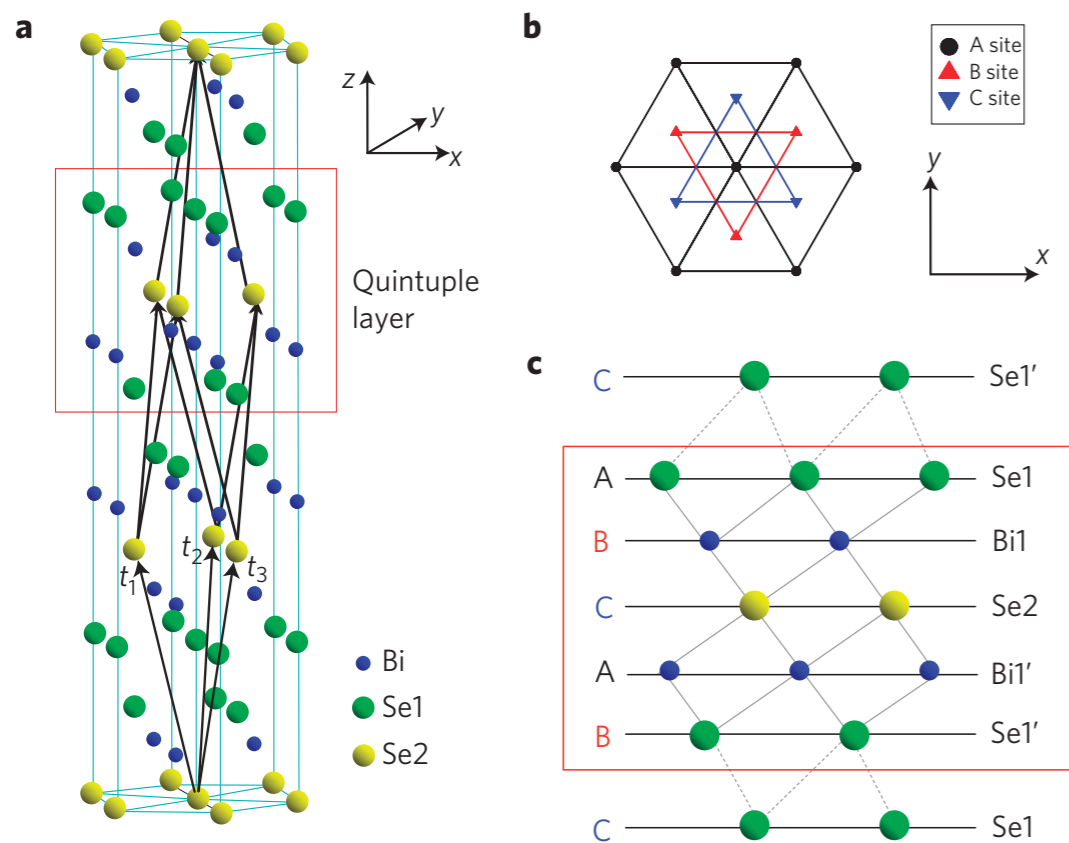 a
z
y
x
Quintuple
layer
t1
t2
t3
Bi
Se1
Se2
b
A site
B site
C site
y
x
c
C Se1′
A Se1
B Bi1
C Se2
A Bi1′
B Se1′
C Se1